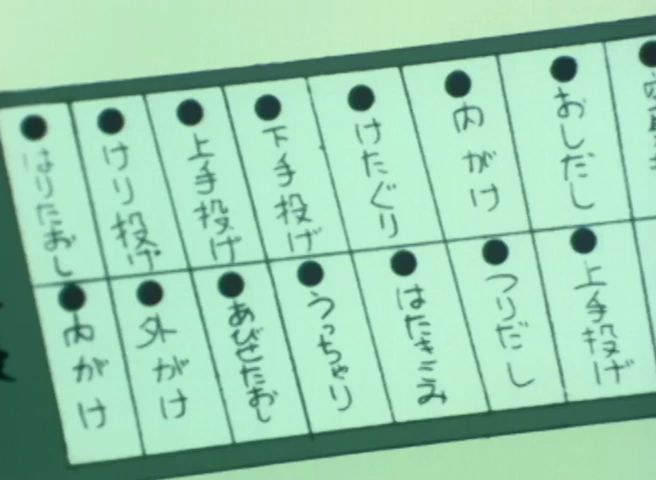 おしだし
内がけ
けたぐり
下手投げ
上手投げ
けり投げ
はりたおし
上手投げ
つりだし
はたきこみ
うっちゃり
あびせたおし
外がけ
内がけ